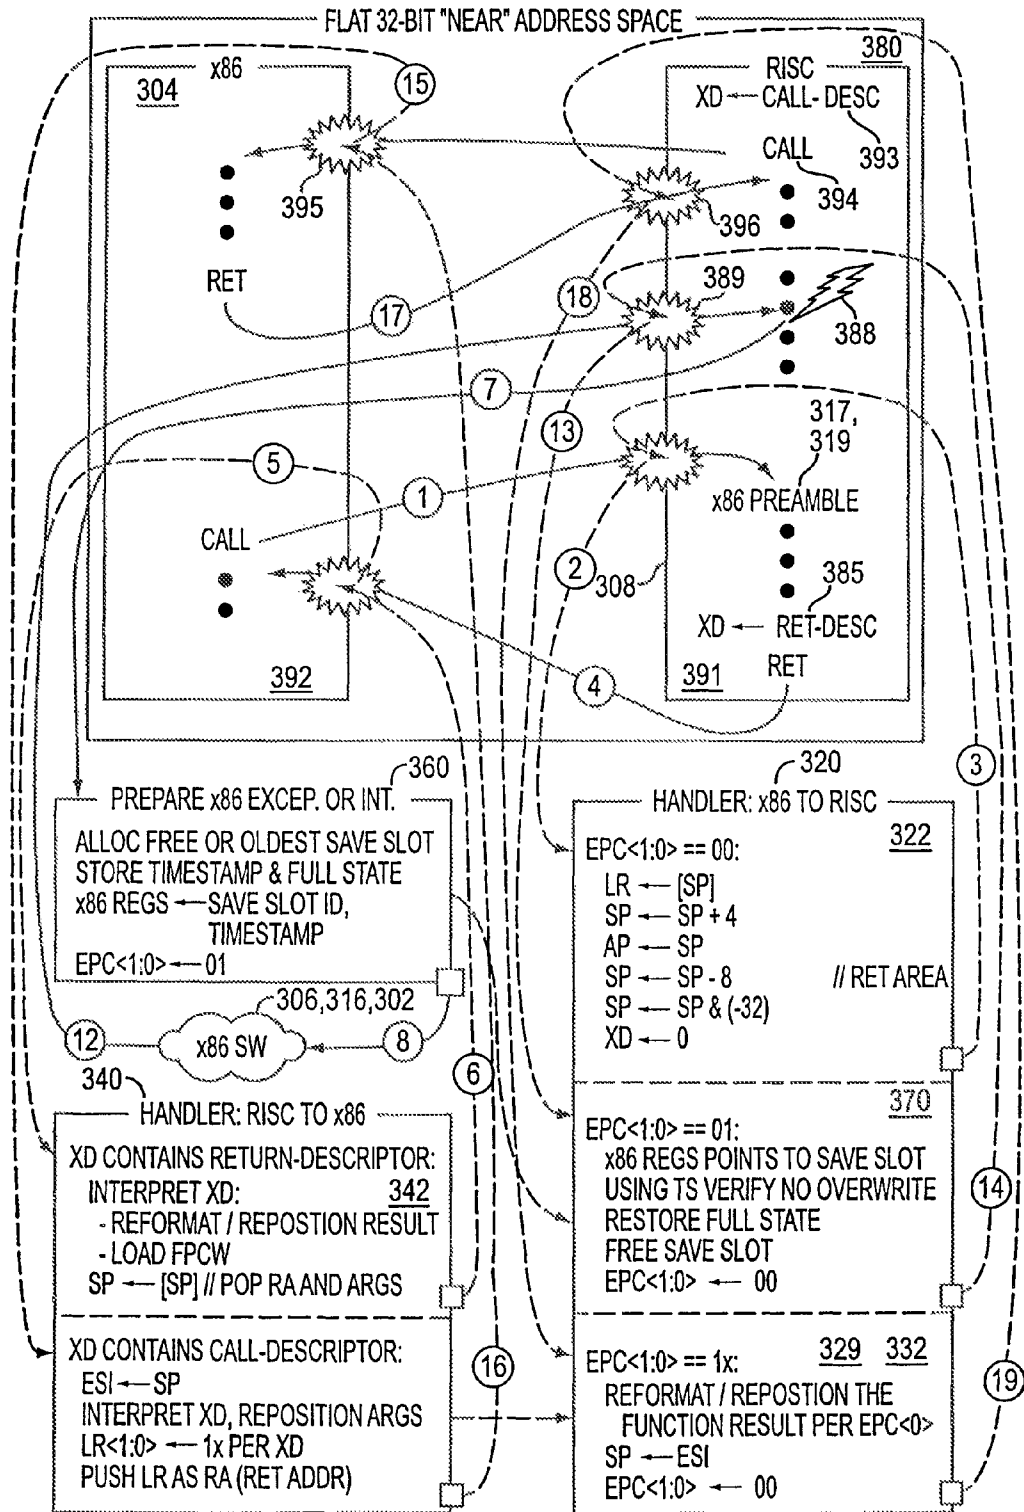 FLAT 32-BIT "NEAR" ADDRESS SPACE
x86
304
15
395
RET
17
5
1
CALL
392
380
RISC
XD ← CALL-DESC
393
CALL
394
396
18
389
388
7
13
317,
319
x86 PREAMBLE
2
308
385
XD ← RET-DESC
RET
391
4
3
360
PREPARE x86 EXCEP. OR INT.
ALLOC FREE OR OLDEST SAVE SLOT
STORE TIMESTAMP & FULL STATE
x86 REGS ← SAVE SLOT ID,
TIMESTAMP
EPC<1:0> ← 01
306,316,302
12
x86 SW
8
6
340
HANDLER: RISC TO x86
XD CONTAINS RETURN-DESCRIPTOR:
INTERPRET XD: 342
- REFORMAT / REPOSTION RESULT
- LOAD FPCW
SP ← [SP] // POP RA AND ARGS
XD CONTAINS CALL-DESCRIPTOR:
ESI ← SP
INTERPRET XD, REPOSITION ARGS
LR<1:0> ← 1x PER XD
PUSH LR AS RA (RET ADDR)
16
320
HANDLER: x86 TO RISC
322
EPC<1:0> == 00:
LR ← [SP]
SP ← SP + 4
AP ← SP
SP ← SP - 8 // RET AREA
SP ← SP & (-32)
XD ← 0
370
EPC<1:0> == 01:
x86 REGS POINTS TO SAVE SLOT
USING TS VERIFY NO OVERWRITE
RESTORE FULL STATE
FREE SAVE SLOT
EPC<1:0> ← 00
14
EPC<1:0> == 1x: 329 332
REFORMAT / REPOSTION THE
FUNCTION RESULT PER EPC<0>
SP ← ESI
EPC<1:0> ← 00
19